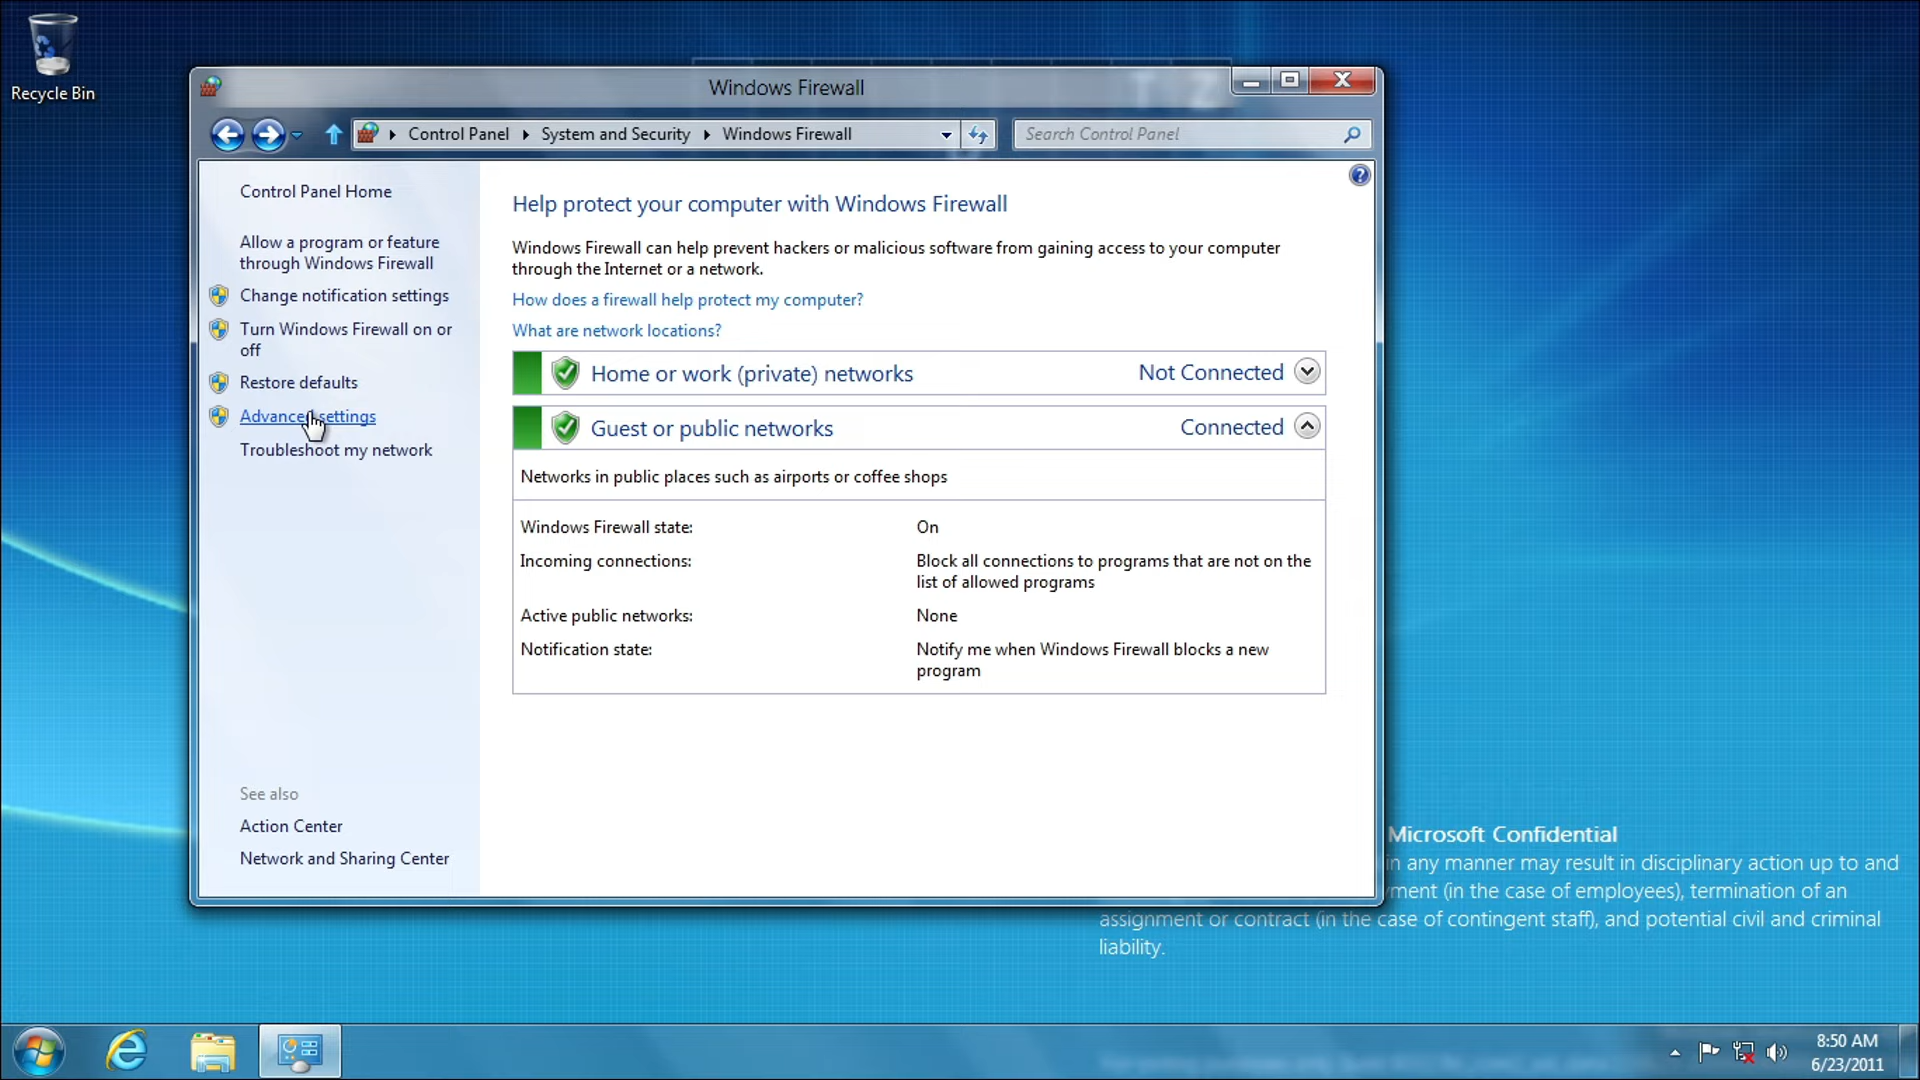 Recycle Bin
Windows Firewall
Control Panel
System and Security
Windows Firewall
Search Control Panel
Control Panel Home
Allow a program or feature
through Windows Firewall
Change notification settings
Turn Windows Firewall on or
off
Restore defaults
Advanced settings
Troubleshoot my network
See also
Action Center
Network and Sharing Center
Help protect your computer with Windows Firewall
Windows Firewall can help prevent hackers or malicious software from gaining access to your computer
through the Internet or a network.
How does a firewall help protect my computer?
What are network locations?
Home or work (private) networks
Not Connected
Guest or public networks
Connected
Networks in public places such as airports or coffee shops
Windows Firewall state:
On
Incoming connections:
Block all connections to programs that are not on the
list of allowed programs
Active public networks:
None
Notification state:
Notify me when Windows Firewall blocks a new
program
Microsoft Confidential
in any manner may result in disciplinary action up to and
(in the case of employees), termination of an
assignment or contract (in the case of contingent staff), and potential civil and criminal
liability.
8:50 AM
6/23/2011